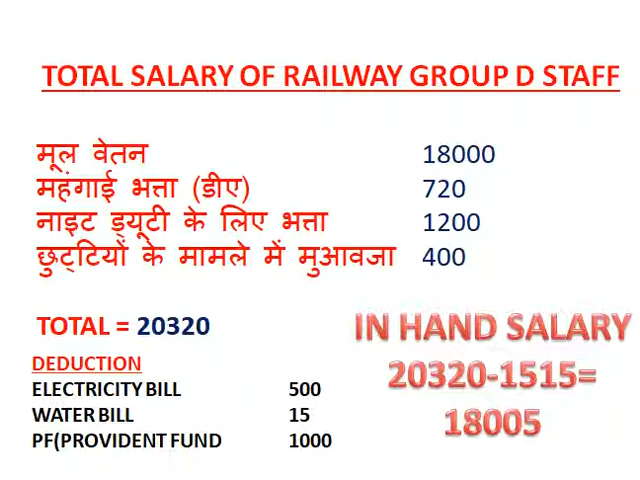 TOTAL SALARY OF RAILWAY GROUP D STAFF
मूल वेतन 18000
महंगाई भत्ता (डीए) 720
नाइट ड्यूटी के लिए भत्ता 1200
छुट्टियों के मामले में मुआवजा 400
TOTAL = 20320
DEDUCTION
ELECTRICITY BILL 500
WATER BILL 15
PF(PROVIDENT FUND 1000
IN HAND SALARY
20320-1515=
18005